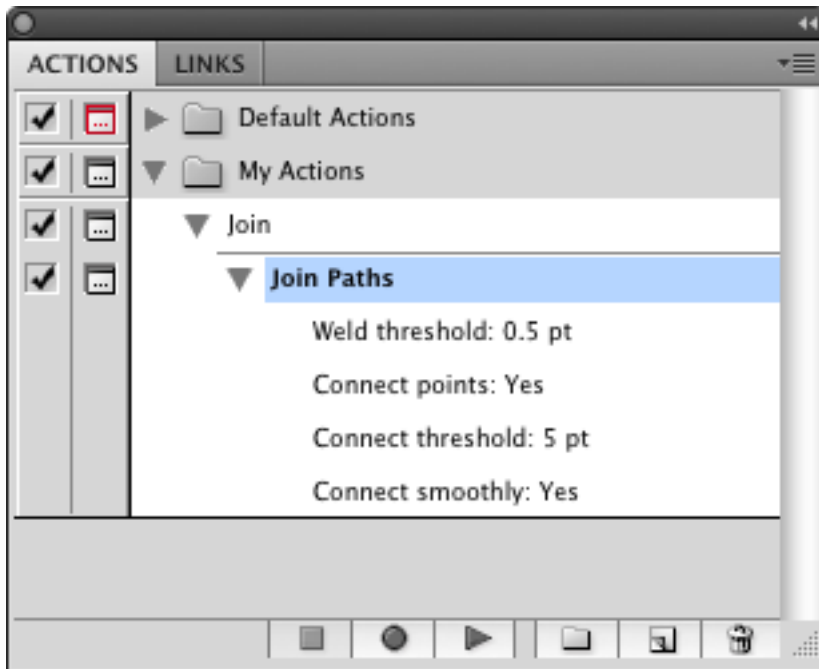 ACTIONS LINKS
Default Actions
My Actions
Join
Join Paths
Weld threshold: 0.5 pt
Connect points: Yes
Connect threshold: 5 pt
Connect smoothly: Yes